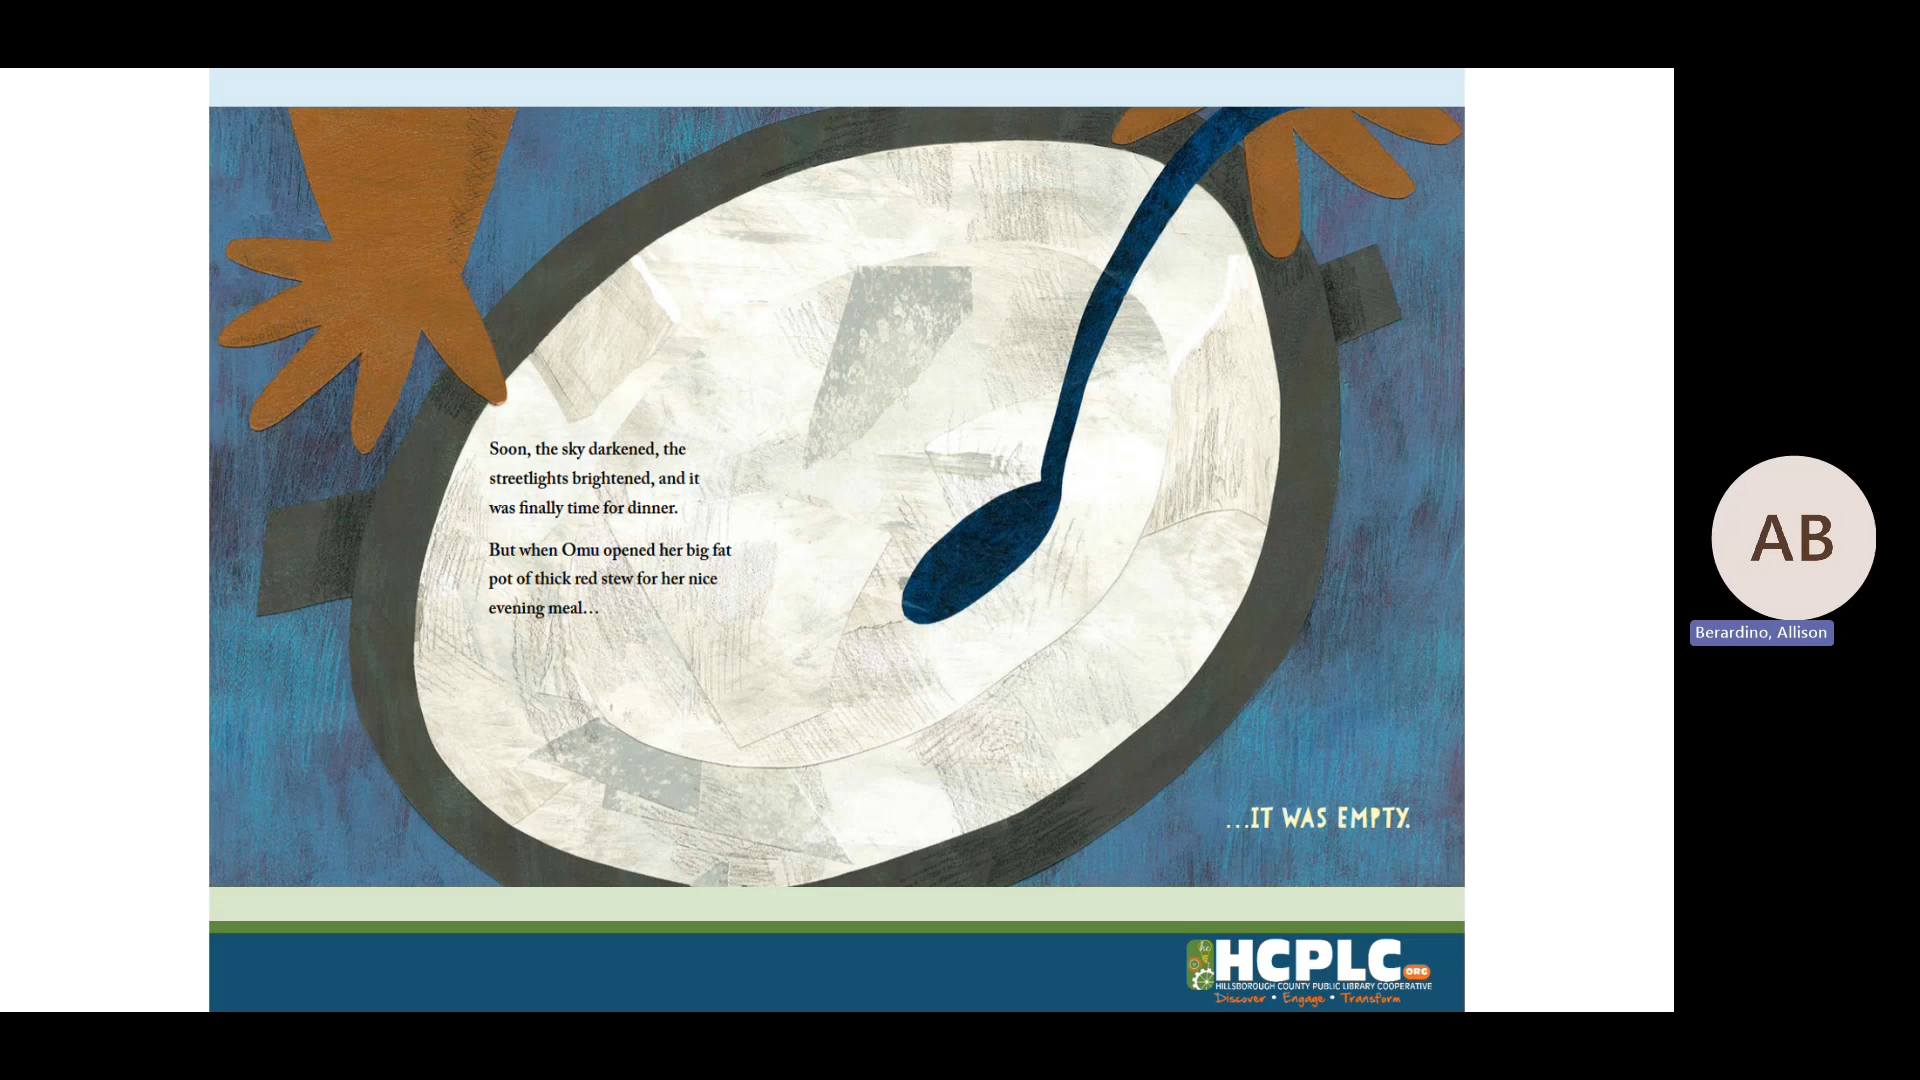 Soon, the sky darkened, the
streetlights brightened, and it
was finally time for dinner.
But when Omu opened her big fat
pot of thick red stew for her nice
evening meal…
…IT WAS EMPTY.
AB
Berardino, Allison
hc
HCPLC ORG
HILLSBOROUGH COUNTY PUBLIC LIBRARY COOPERATIVE
Discover • Engage • Transform